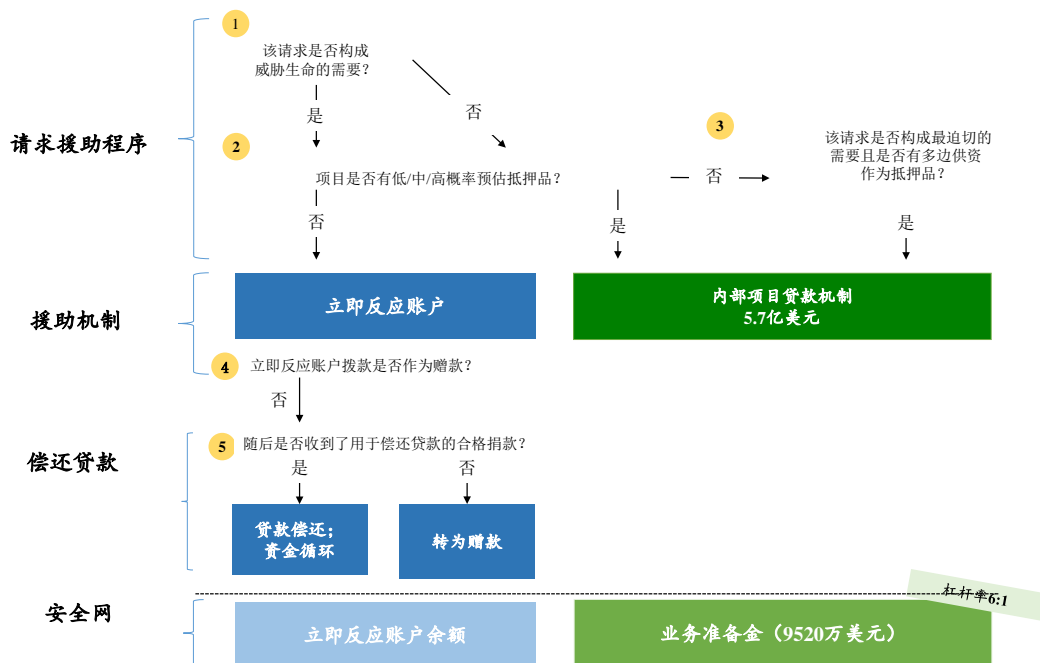 1
该请求是否构成
威胁生命的需要？
是
否
请求援助程序
2
项目是否有低/中/高概率预估抵押品？
否
是
否
3
该请求是否构成最迫切的
需要且是否有多边供资
作为抵押品？
是
援助机制
立即反应账户
内部项目贷款机制
5.7亿美元
4
立即反应账户拨款是否作为赠款？
否
偿还贷款
5
随后是否收到了用于偿还贷款的合格捐款？
是
否
贷款偿还；
资金循环
转为赠款
杠杆率6:1
安全网
立即反应账户余额
业务准备金（9520万美元）